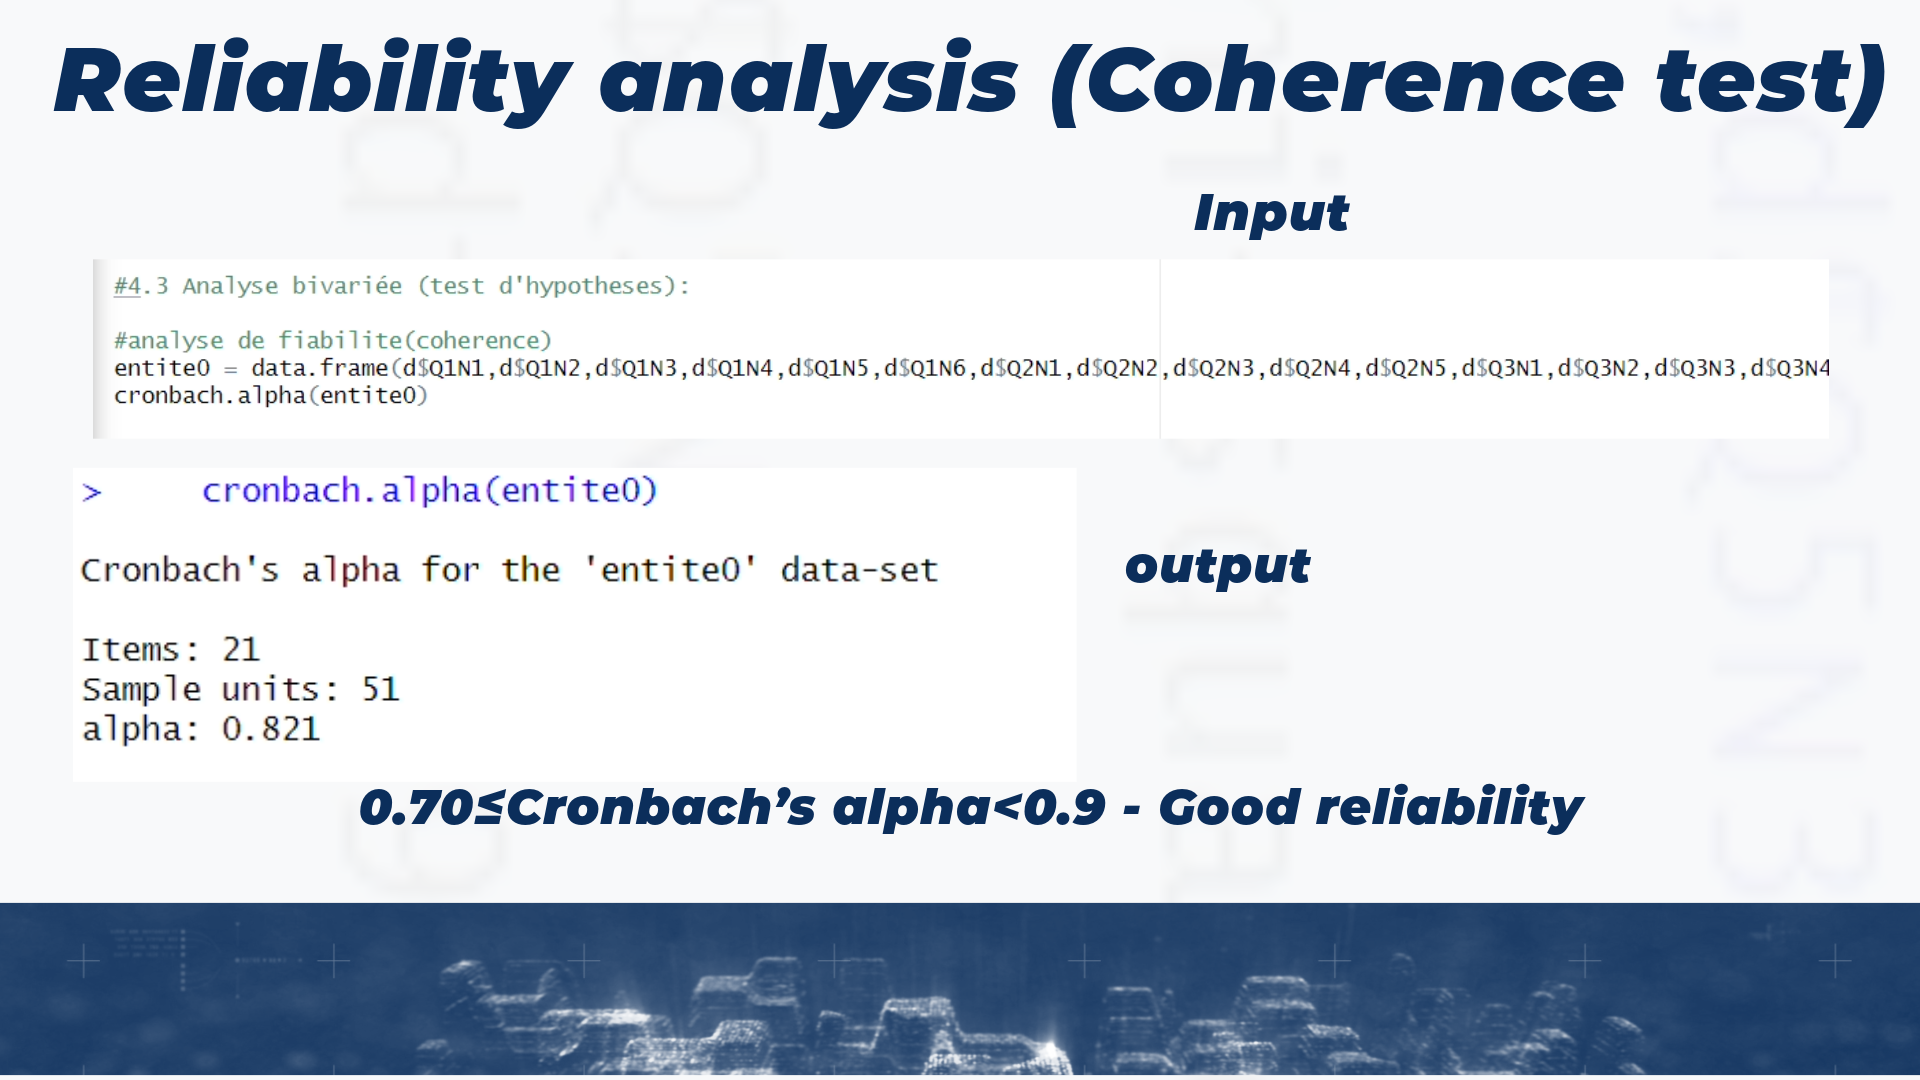 Reliability analysis (Coherence test)
Input
#4.3 Analyse bivariée (test d'hypotheses):
#analyse de fiabilite(coherence)
entite0 = data.frame(d$Q1N1,d$Q1N2,d$Q1N3,d$Q1N4,d$Q1N5,d$Q1N6,d$Q2N1,d$Q2N2,d$Q2N3,d$Q2N4,d$Q2N5,d$Q3N1,d$Q3N2,d$Q3N3,d$Q3N4
cronbach.alpha(entite0)
> cronbach.alpha(entite0)
Cronbach's alpha for the 'entite0' data-set
output
Items: 21
Sample units: 51
alpha: 0.821
0.70≤Cronbach’s alpha<0.9 - Good reliability